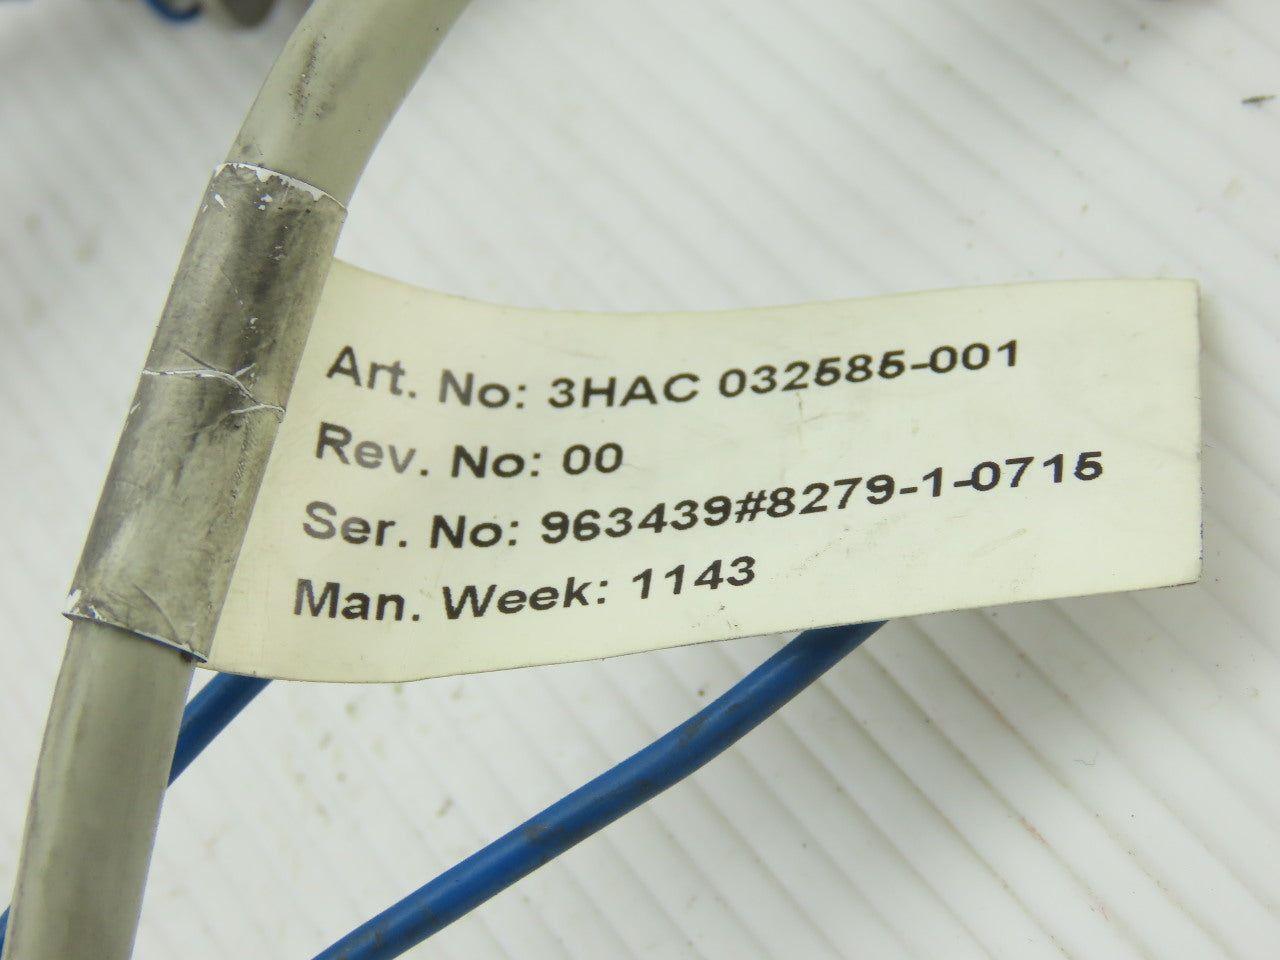 Art. No: 3HAC 032585-001
Rev. No: 00
Ser. No: 963439#8279-1-0715
Man. Week: 1143